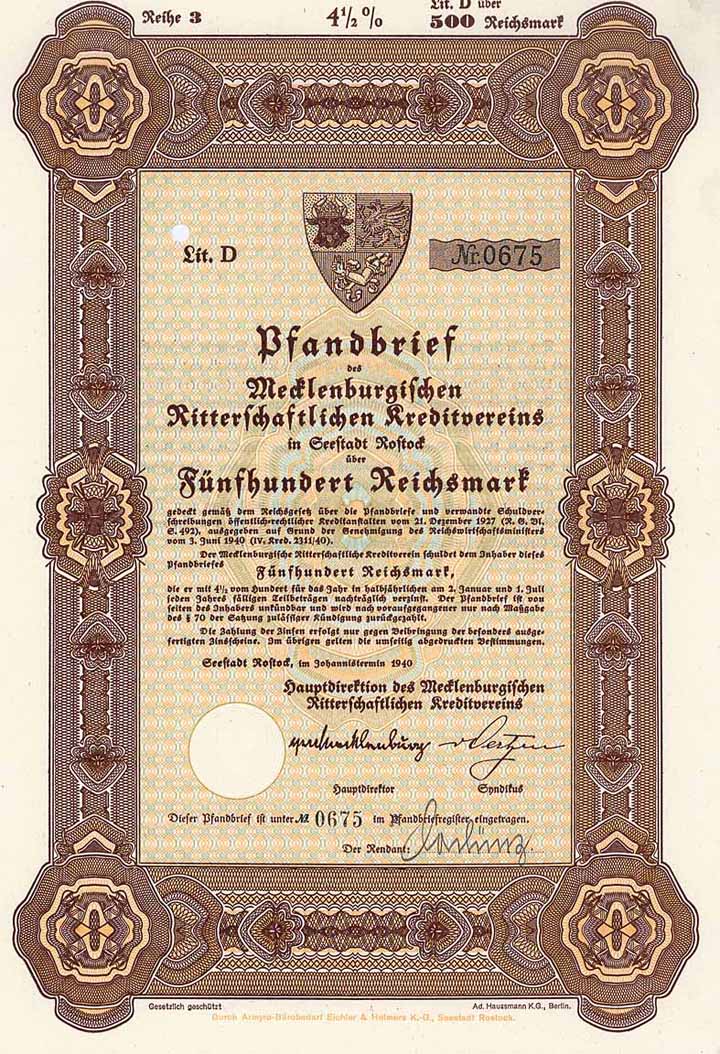 Reihe 3
4½ %
Lit. D über
500 Reichsmark
Lit. D
Nr. 0675
Pfandbrief
des
Mecklenburgischen
Ritterschaftlichen Kreditvereins
in Seestadt Rostock
über
Fünfhundert Reichsmark
gedeckt gemäß dem Reichsgesetz über die Pfandbriefe und verwandte Schuldver-
schreibungen öffentlich-rechtlicher Kreditanstalten vom 21. Dezember 1927 (R. G. Bl.
S. 492), ausgegeben auf Grund der Genehmigung des Reichswirtschaftsministers
vom 3. Juni 1940 (IV. Kred. 2311/40).
Der Mecklenburgische Ritterschaftliche Kreditverein schuldet dem Inhaber dieses
Pfandbriefes
Fünfhundert Reichsmark,
die er mit 4½ vom Hundert für das Jahr in halbjährlichen am 2. Januar und 1. Juli
jeden Jahres fälligen Teilbeträgen nachträglich verzinst. Der Pfandbrief ist von
seiten des Inhabers unkündbar und wird nach vorausgegangener nur nach Maßgabe
des § 70 der Satzung zulässiger Kündigung zurückgezahlt.
Die Zahlung der Zinsen erfolgt nur gegen Beibringung der besonders ausge-
fertigten Zinsscheine. Im übrigen gelten die umseitig abgedruckten Bestimmungen.
Seestadt Rostock, im Johannistermin 1940
Hauptdirektion des Mecklenburgischen
Ritterschaftlichen Kreditvereins
v Oertzen
Hauptdirektor Syndikus
Dieser Pfandbrief ist unter № 0675 im Pfandbriefregister eingetragen.
Der Rendant:
Gesetzlich geschützt
Ad. Haussmann K.G., Berlin.
Durch Armyro-Bürobedarf Eichler & Helmers K.-G., Seestadt Rostock.